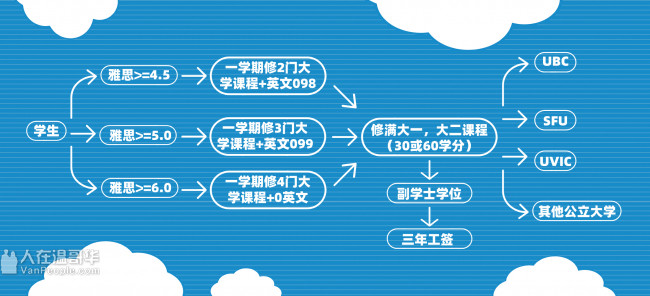 学生
雅思>=4.5
一学期修2门大
学课程+英文098
雅思>=5.0
一学期修3门大
学课程+英文099
雅思>=6.0
一学期修4门大
学课程+0英文
修满大一，大二课程
（30或60学分）
副学士学位
三年工签
UBC
SFU
UVIC
其他公立大学
人在温哥华
VanPeople.com